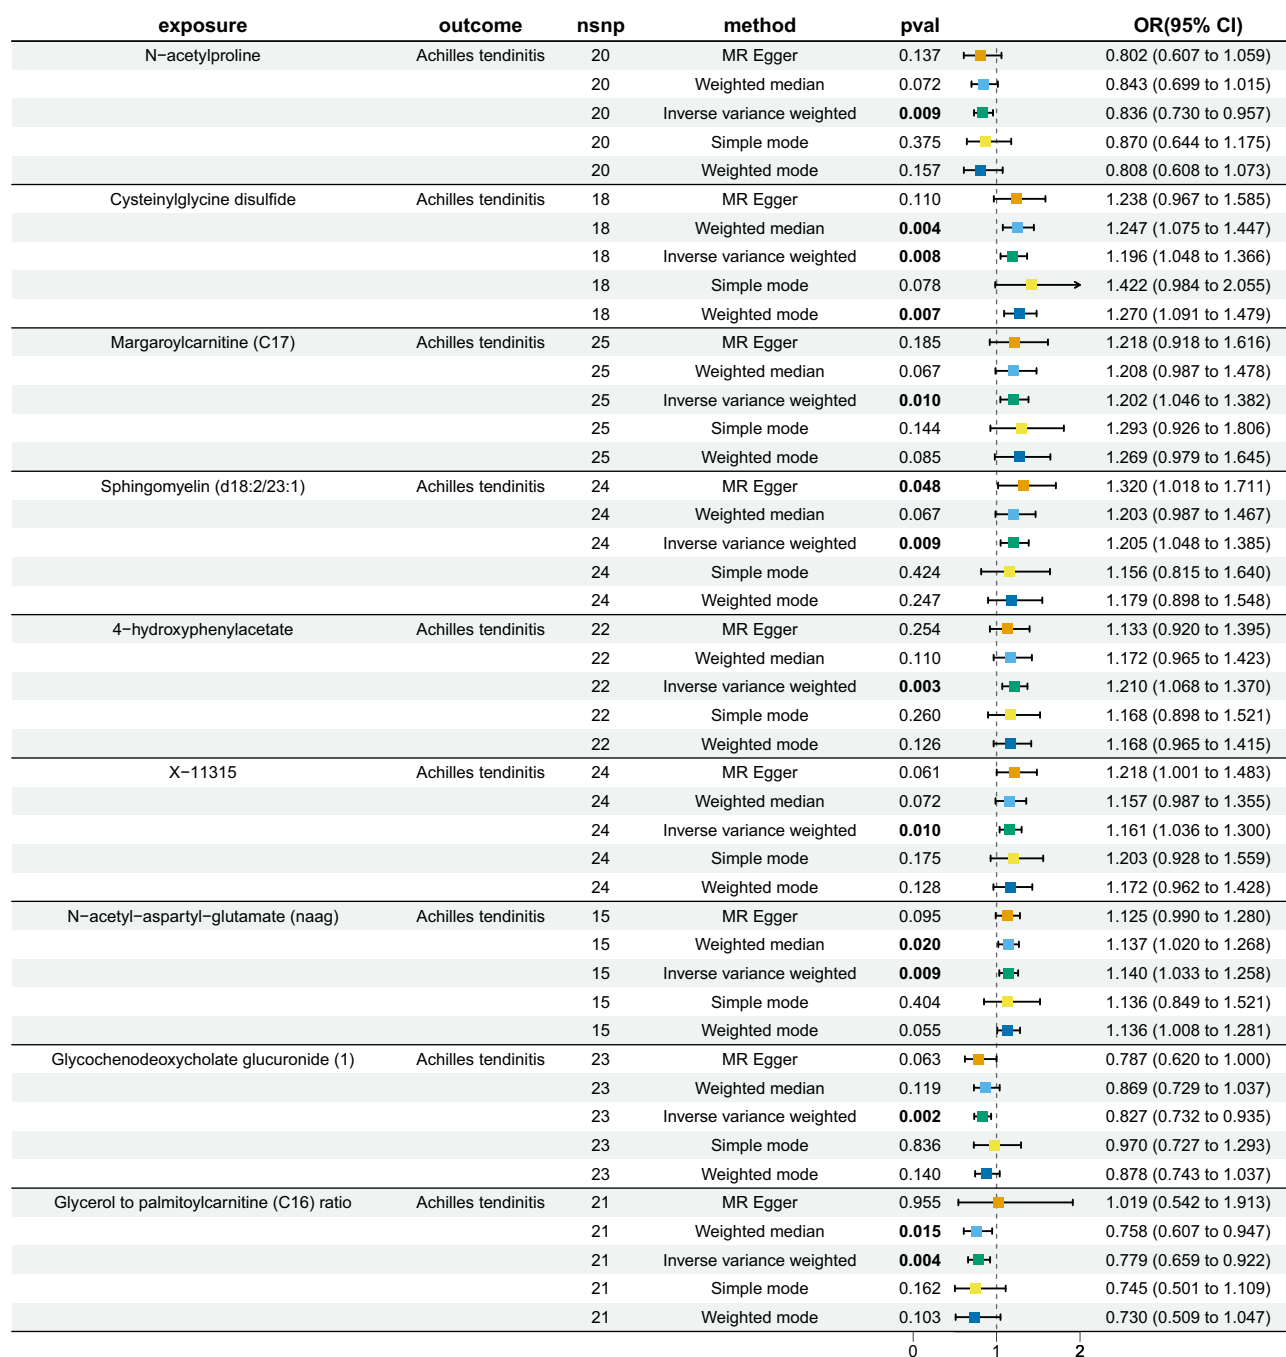 exposure outcome nsnp method pval OR(95% CI)
N−acetylproline Achilles tendinitis 20 MR Egger 0.137 0.802 (0.607 to 1.059)
20 Weighted median 0.072 0.843 (0.699 to 1.015)
20 Inverse variance weighted 0.009 0.836 (0.730 to 0.957)
20 Simple mode 0.375 0.870 (0.644 to 1.175)
20 Weighted mode 0.157 0.808 (0.608 to 1.073)
Cysteinylglycine disulfide Achilles tendinitis 18 MR Egger 0.110 1.238 (0.967 to 1.585)
18 Weighted median 0.004 1.247 (1.075 to 1.447)
18 Inverse variance weighted 0.008 1.196 (1.048 to 1.366)
18 Simple mode 0.078 1.422 (0.984 to 2.055)
18 Weighted mode 0.007 1.270 (1.091 to 1.479)
Margaroylcarnitine (C17) Achilles tendinitis 25 MR Egger 0.185 1.218 (0.918 to 1.616)
25 Weighted median 0.067 1.208 (0.987 to 1.478)
25 Inverse variance weighted 0.010 1.202 (1.046 to 1.382)
25 Simple mode 0.144 1.293 (0.926 to 1.806)
25 Weighted mode 0.085 1.269 (0.979 to 1.645)
Sphingomyelin (d18:2/23:1) Achilles tendinitis 24 MR Egger 0.048 1.320 (1.018 to 1.711)
24 Weighted median 0.067 1.203 (0.987 to 1.467)
24 Inverse variance weighted 0.009 1.205 (1.048 to 1.385)
24 Simple mode 0.424 1.156 (0.815 to 1.640)
24 Weighted mode 0.247 1.179 (0.898 to 1.548)
4−hydroxyphenylacetate Achilles tendinitis 22 MR Egger 0.254 1.133 (0.920 to 1.395)
22 Weighted median 0.110 1.172 (0.965 to 1.423)
22 Inverse variance weighted 0.003 1.210 (1.068 to 1.370)
22 Simple mode 0.260 1.168 (0.898 to 1.521)
22 Weighted mode 0.126 1.168 (0.965 to 1.415)
X−11315 Achilles tendinitis 24 MR Egger 0.061 1.218 (1.001 to 1.483)
24 Weighted median 0.072 1.157 (0.987 to 1.355)
24 Inverse variance weighted 0.010 1.161 (1.036 to 1.300)
24 Simple mode 0.175 1.203 (0.928 to 1.559)
24 Weighted mode 0.128 1.172 (0.962 to 1.428)
N−acetyl−aspartyl−glutamate (naag) Achilles tendinitis 15 MR Egger 0.095 1.125 (0.990 to 1.280)
15 Weighted median 0.020 1.137 (1.020 to 1.268)
15 Inverse variance weighted 0.009 1.140 (1.033 to 1.258)
15 Simple mode 0.404 1.136 (0.849 to 1.521)
15 Weighted mode 0.055 1.136 (1.008 to 1.281)
Glycochenodeoxycholate glucuronide (1) Achilles tendinitis 23 MR Egger 0.063 0.787 (0.620 to 1.000)
23 Weighted median 0.119 0.869 (0.729 to 1.037)
23 Inverse variance weighted 0.002 0.827 (0.732 to 0.935)
23 Simple mode 0.836 0.970 (0.727 to 1.293)
23 Weighted mode 0.140 0.878 (0.743 to 1.037)
Glycerol to palmitoylcarnitine (C16) ratio Achilles tendinitis 21 MR Egger 0.955 1.019 (0.542 to 1.913)
21 Weighted median 0.015 0.758 (0.607 to 0.947)
21 Inverse variance weighted 0.004 0.779 (0.659 to 0.922)
21 Simple mode 0.162 0.745 (0.501 to 1.109)
21 Weighted mode 0.103 0.730 (0.509 to 1.047)
0 1 2